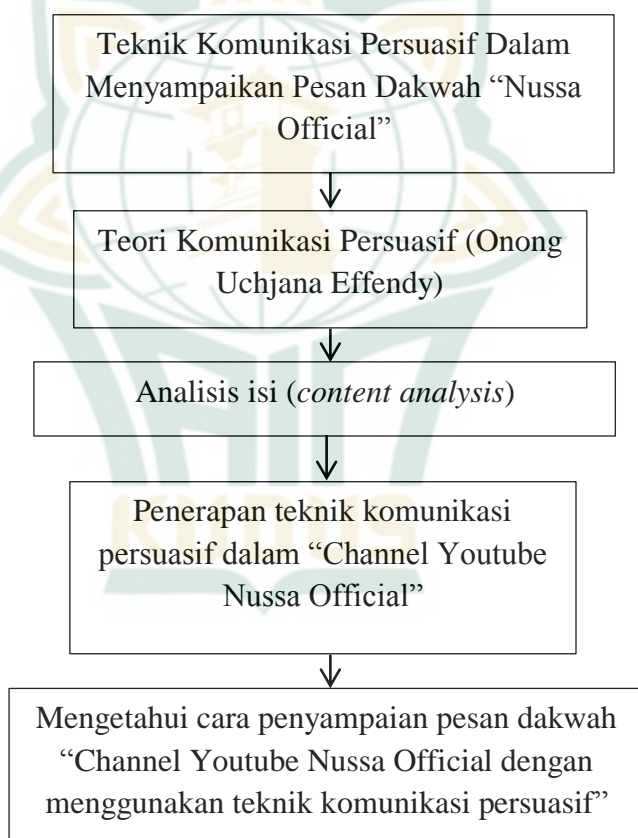 Teknik Komunikasi Persuasif Dalam
Menyampaikan Pesan Dakwah “Nussa
Official”
Teori Komunikasi Persuasif (Onong
Uchjana Effendy)
Analisis isi (content analysis)
Penerapan teknik komunikasi
persuasif dalam “Channel Youtube
Nussa Official”
Mengetahui cara penyampaian pesan dakwah
“Channel Youtube Nussa Official dengan
menggunakan teknik komunikasi persuasif”
IAIN
KUDUS